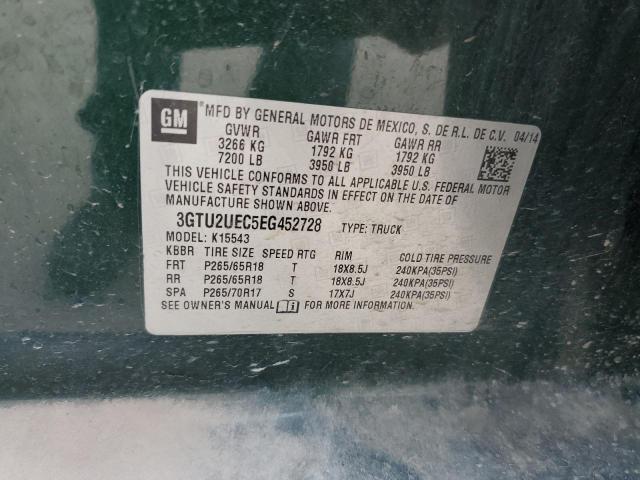 GM
MFD BY GENERAL MOTORS DE MEXICO, S. DE R.L. DE C.V. 04/14
GVWR GAWR FRT GAWR RR
3266 KG 1792 KG 1792 KG
7200 LB 3950 LB 3950 LB
THIS VEHICLE CONFORMS TO ALL APPLICABLE U.S. FEDERAL MOTOR
VEHICLE SAFETY STANDARDS IN EFFECT ON THE DATE OF
MANUFACTURE SHOWN ABOVE.
3GTU2UEC5EG452728 TYPE: TRUCK
MODEL: K15543
KBBR TIRE SIZE SPEED RTG RIM COLD TIRE PRESSURE
FRT P265/65R18 T 18X8.5J 240KPA(35PSI)
RR P265/65R18 T 18X8.5J 240KPA(35PSI)
SPA P265/70R17 S 17X7J 240KPA(35PSI)
SEE OWNER'S MANUAL FOR MORE INFORMATION.